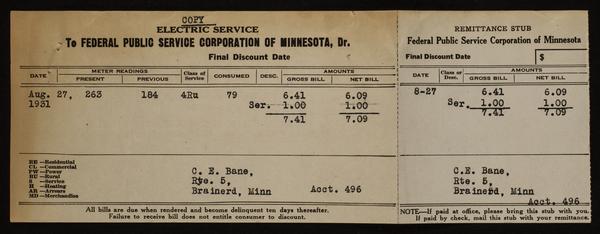 COPY
ELECTRIC SERVICE
To FEDERAL PUBLIC SERVICE CORPORATION OF MINNESOTA, Dr.
Final Discount Date
DATE METER READINGS Class of Service CONSUMED DESC. AMOUNTS
PRESENT PREVIOUS GROSS BILL NET BILL
Aug. 27, 263 184 4Ru 79 6.41 6.09
1931 Ser. 1.00 1.00
7.41 7.09
RE —Residential
CL —Commercial
PW —Power
RU —Rural
S —Service
H —Heating
AR —Arrears
MD —Merchandise
C. E. Bane,
Rte. 5,
Brainerd, Minn Acct. 496
All bills are due when rendered and become delinquent ten days thereafter.
Failure to receive bill does not entitle consumer to discount.
REMITTANCE STUB
Federal Public Service Corporation of Minnesota
Final Discount Date $
DATE Class or Desc. AMOUNTS
GROSS BILL NET BILL
8-27 6.41 6.09
Ser. 1.00 1.00
7.41 7.09
C.E. Bane,
Rte. 5,
Brainerd, Minn
Acct. 496
NOTE—If paid at office, please bring this stub with you.
If paid by check, mail this stub with your remittance.